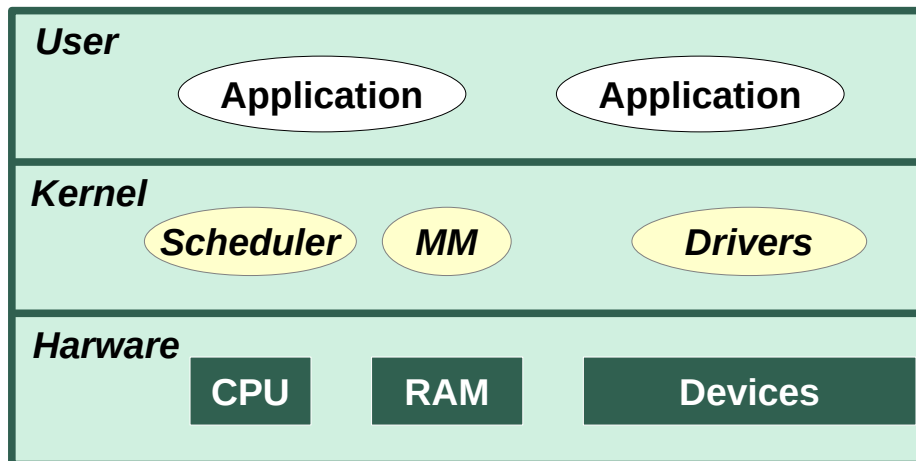 User
Application Application
Kernel
Scheduler MM Drivers
Harware
CPU RAM Devices